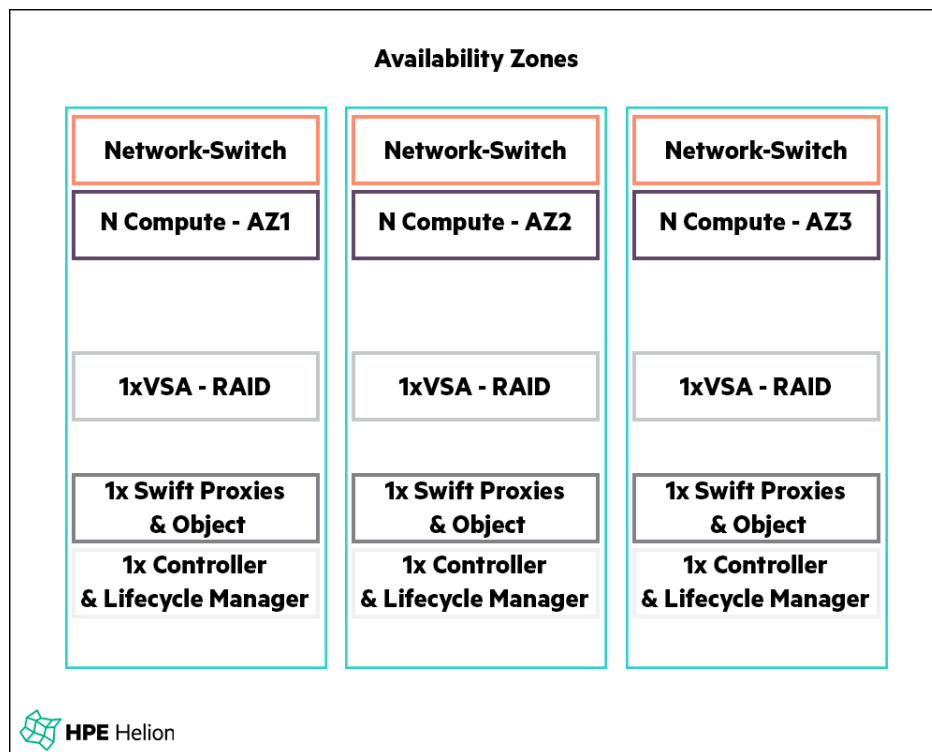 Availability Zones
Network-Switch
N Compute - AZ1
1xVSA - RAID
1x Swift Proxies
& Object
1x Controller
& Lifecycle Manager
Network-Switch
N Compute - AZ2
1xVSA - RAID
1x Swift Proxies
& Object
1x Controller
& Lifecycle Manager
Network-Switch
N Compute - AZ3
1xVSA - RAID
1x Swift Proxies
& Object
1x Controller
& Lifecycle Manager
HPE Helion